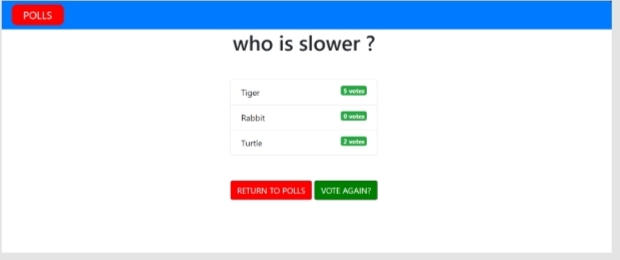 POLLS
who is slower ?
Tiger 5 votes
Rabbit 0 votes
Turtle 2 votes
RETURN TO POLLS VOTE AGAIN?